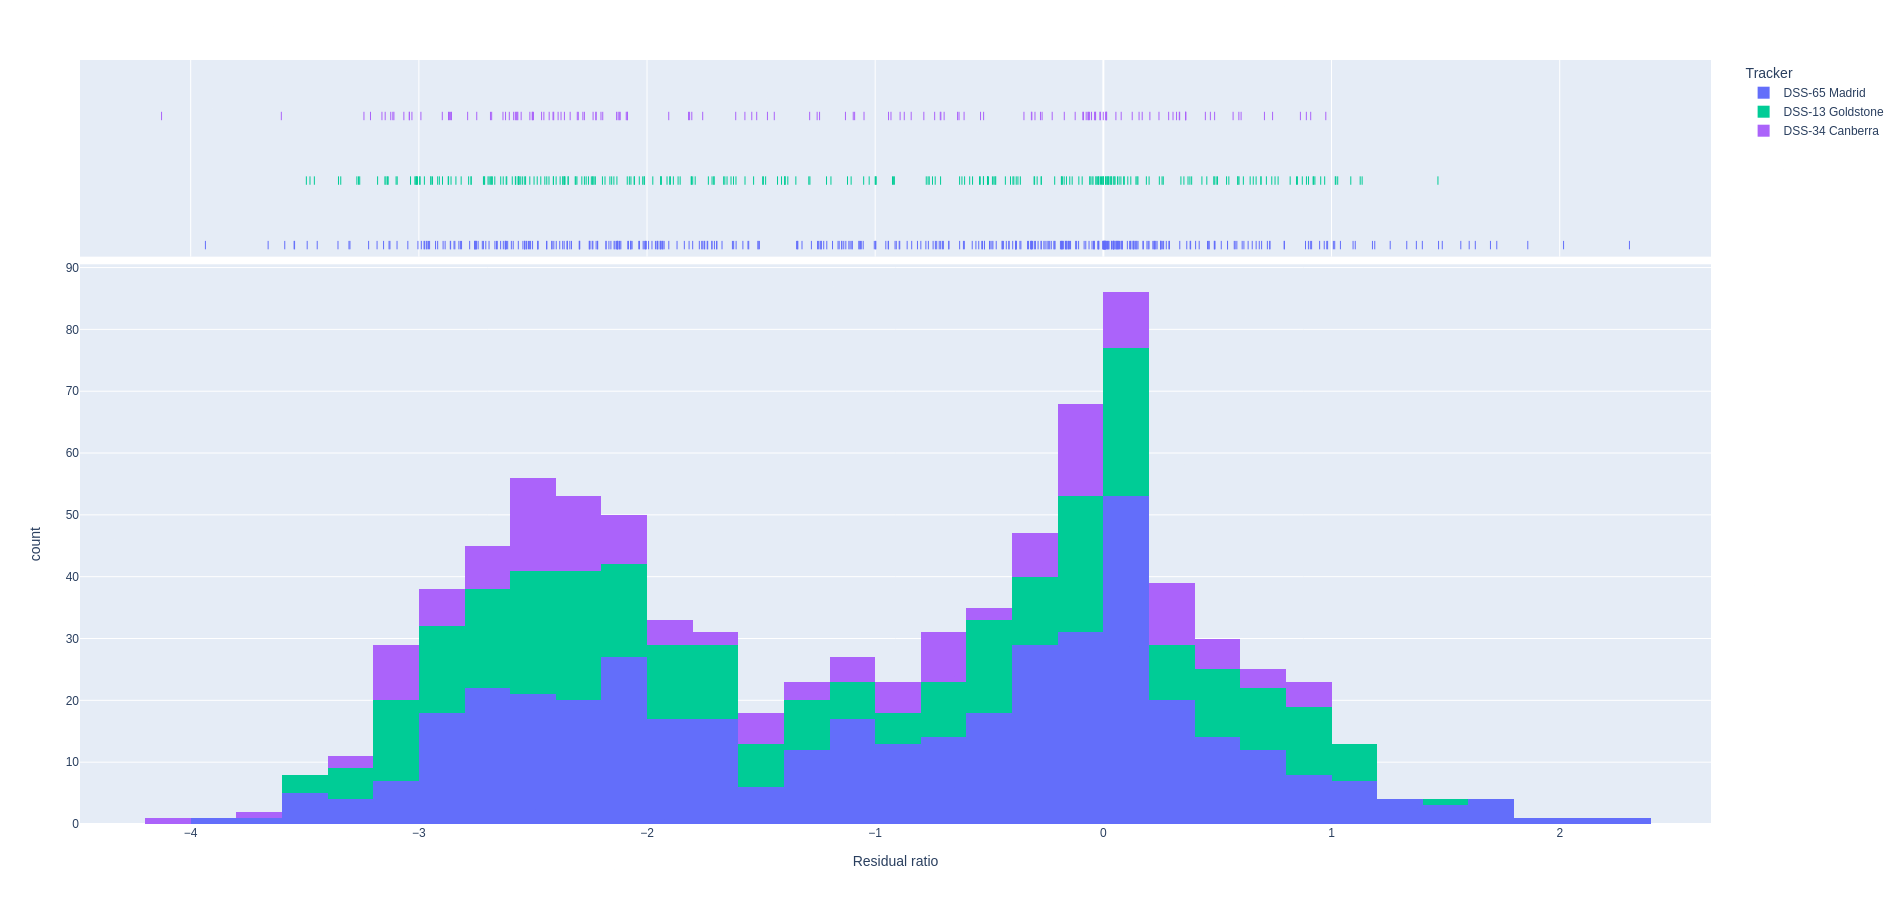 Tracker
DSS-65 Madrid
DSS-13 Goldstone
DSS-34 Canberra
90
80
70
60
50
40
30
20
10
0
count
−4
−3
−2
−1
0
1
2
Residual ratio